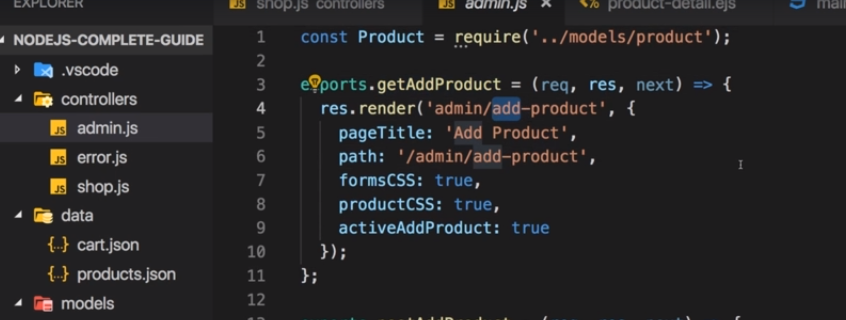 EXPLORER
shop.js controllers
admin.js
product-detail.ejs
NODEJS-COMPLETE-GUIDE
.vscode
controllers
JS admin.js
JS error.js
JS shop.js
data
{..} cart.json
{..} products.json
models
1 const Product = require('../models/product');
2
3 exports.getAddProduct = (req, res, next) => {
4 res.render('admin/add-product', {
5 pageTitle: 'Add Product',
6 path: '/admin/add-product',
7 formsCSS: true,
8 productCSS: true,
9 activeAddProduct: true
10 });
11 };
12